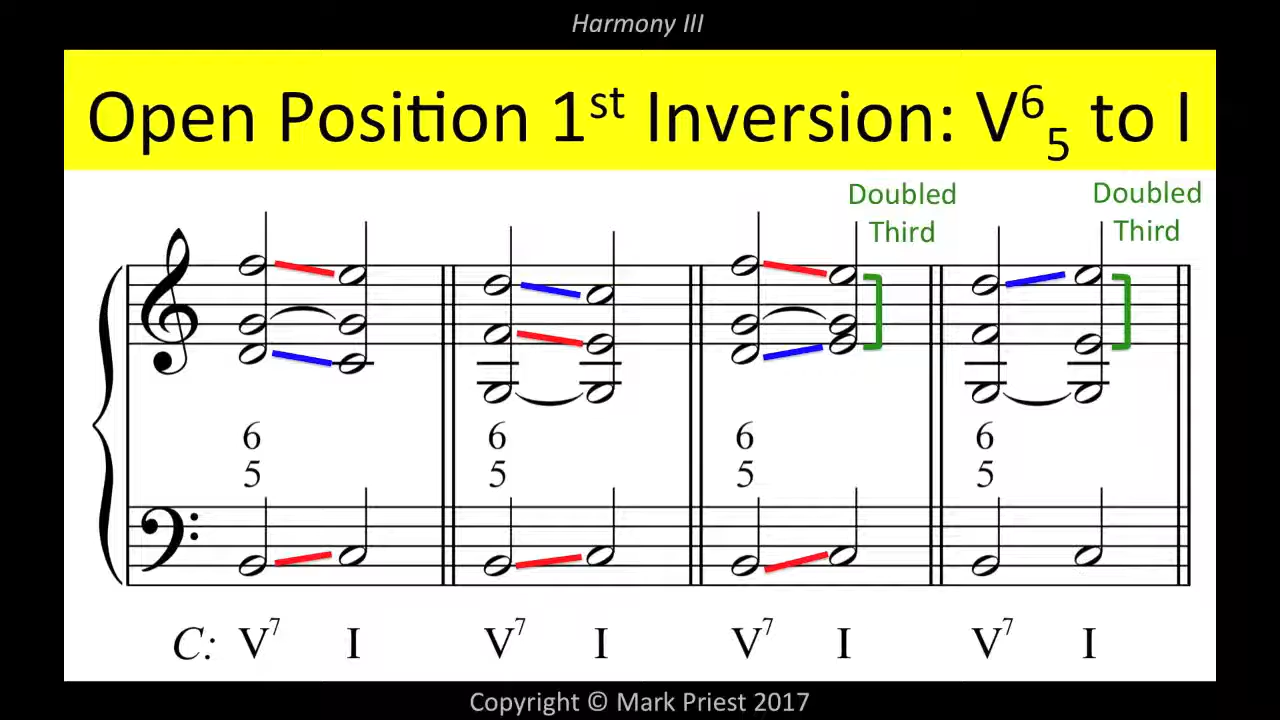 Harmony III
Open Position 1st Inversion: V6 5 to I
Doubled Third
Doubled Third
6 6 6 6
5 5 5 5
C: V7 I V7 I V7 I V7 I
Copyright © Mark Priest 2017